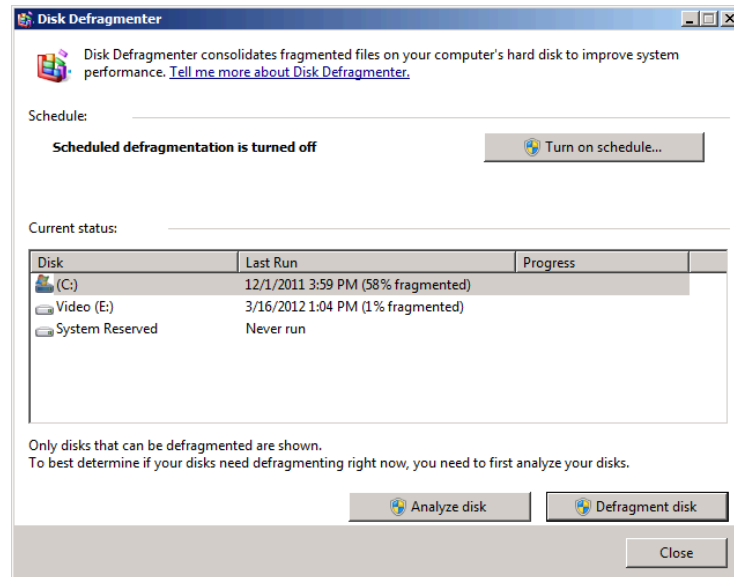 Disk Defragmenter
Disk Defragmenter consolidates fragmented files on your computer's hard disk to improve system
performance. Tell me more about Disk Defragmenter.
Schedule:
Scheduled defragmentation is turned off
Turn on schedule...
Current status:
Disk Last Run Progress
(C:) 12/1/2011 3:59 PM (58% fragmented)
Video (E:) 3/16/2012 1:04 PM (1% fragmented)
System Reserved Never run
Only disks that can be defragmented are shown.
To best determine if your disks need defragmenting right now, you need to first analyze your disks.
Analyze disk Defragment disk
Close